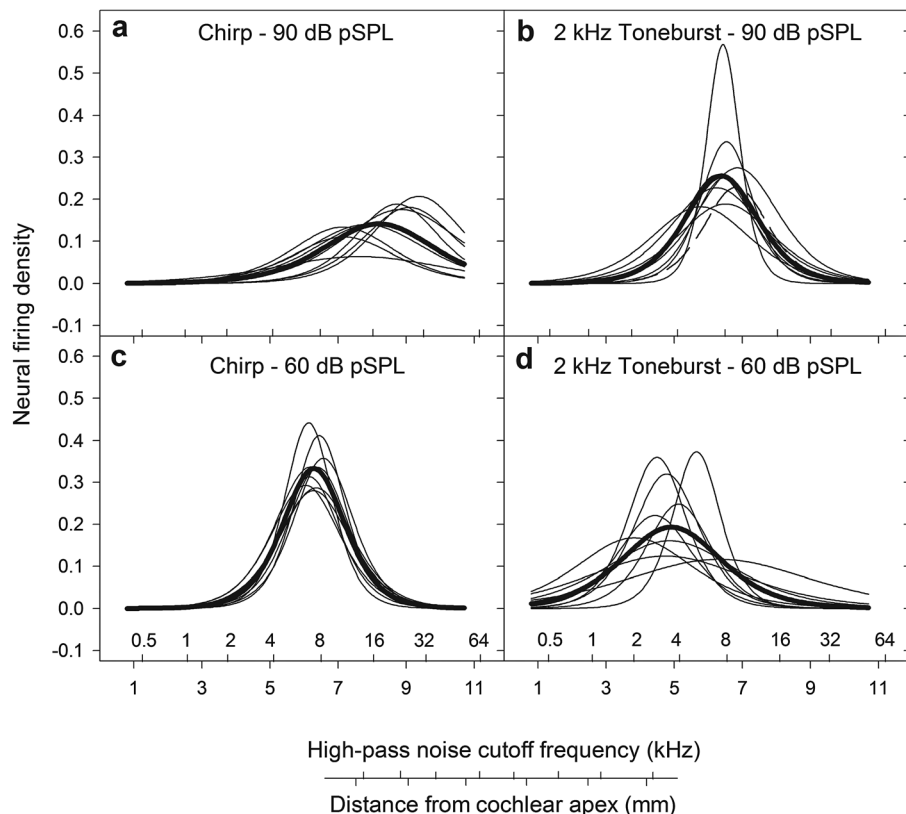 a
Chirp - 90 dB pSPL
b
2 kHz Toneburst - 90 dB pSPL
0.6
0.5
0.4
0.3
0.2
0.1
0.0
-0.1
Neural firing density
c
Chirp - 60 dB pSPL
d
2 kHz Toneburst - 60 dB pSPL
0.6
0.5
0.4
0.3
0.2
0.1
0.0
-0.1
0.5 1 2 4 8 16 32 64
0.5 1 2 4 8 16 32 64
1 3 5 7 9 11
1 3 5 7 9 11
High-pass noise cutoff frequency (kHz)
Distance from cochlear apex (mm)